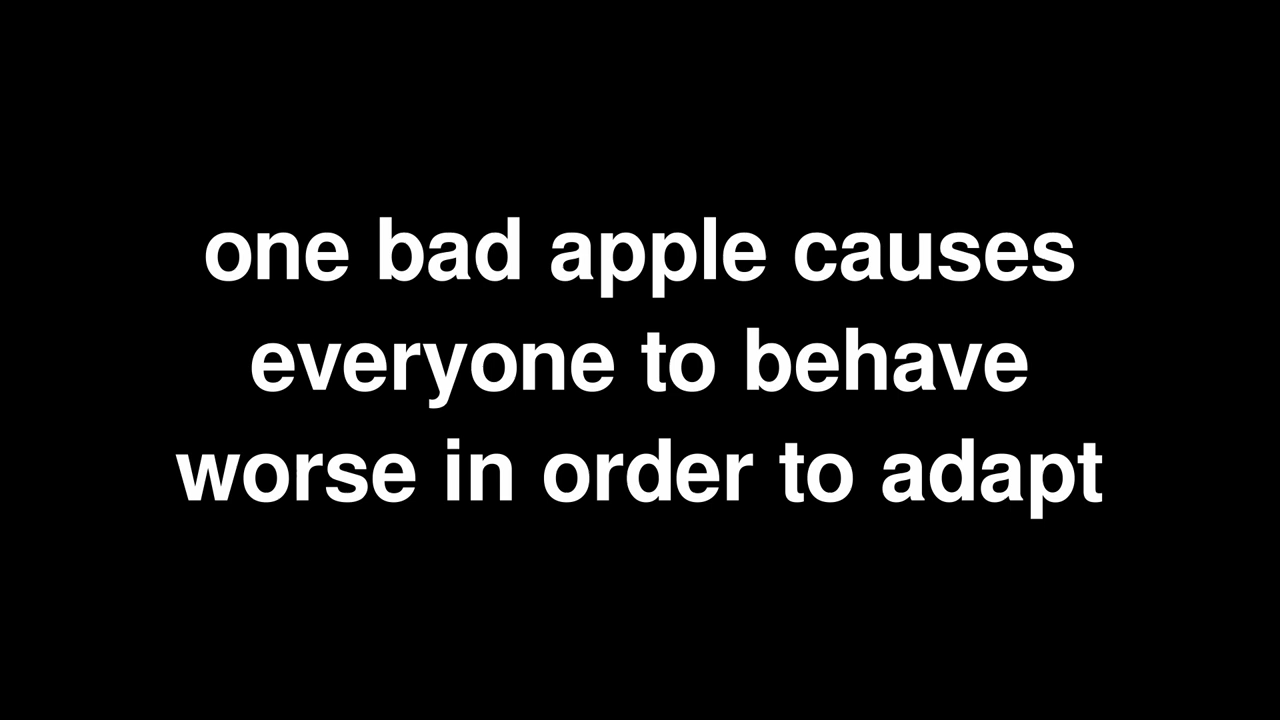 one bad apple causes
everyone to behave
worse in order to adapt